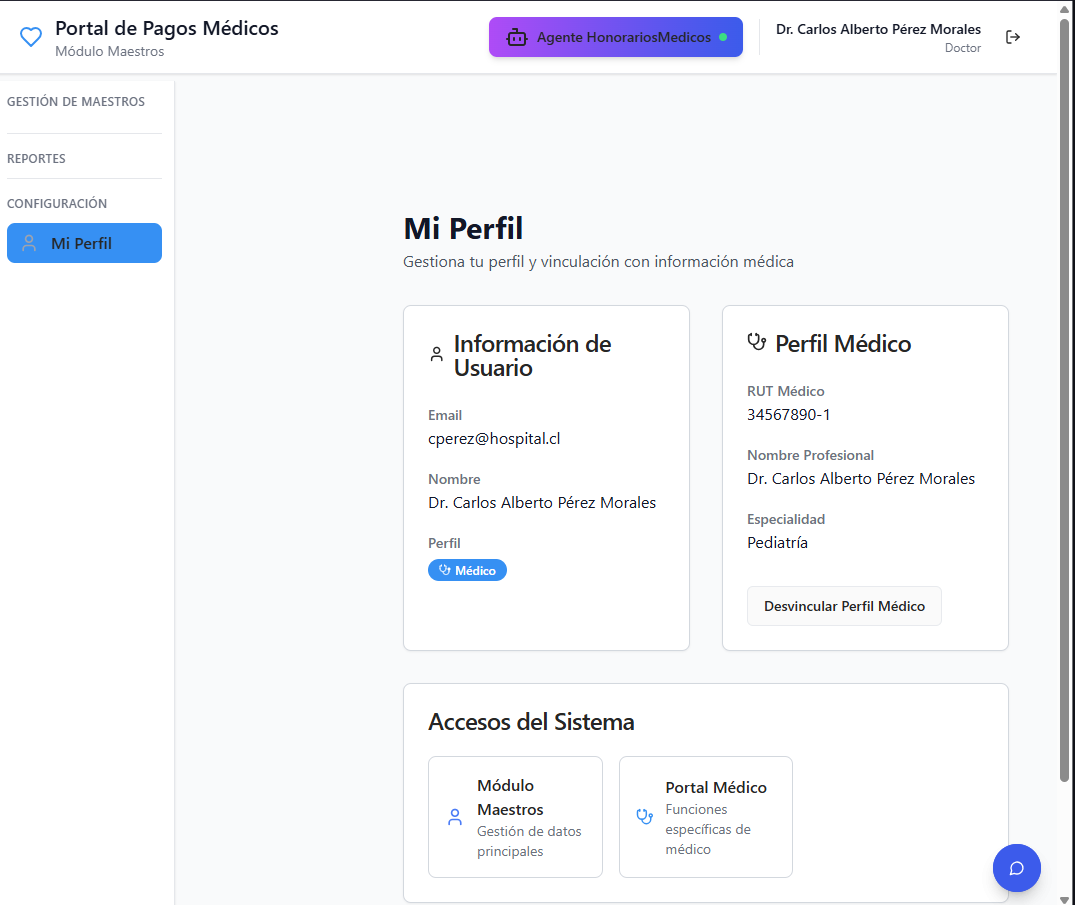 Portal de Pagos Médicos
Módulo Maestros
Agente HonorariosMedicos
Dr. Carlos Alberto Pérez Morales
Doctor
GESTIÓN DE MAESTROS
REPORTES
CONFIGURACIÓN
Mi Perfil
Mi Perfil
Gestiona tu perfil y vinculación con información médica
Información de
Usuario
Email
cperez@hospital.cl
Nombre
Dr. Carlos Alberto Pérez Morales
Perfil
Médico
Perfil Médico
RUT Médico
34567890-1
Nombre Profesional
Dr. Carlos Alberto Pérez Morales
Especialidad
Pediatría
Desvincular Perfil Médico
Accesos del Sistema
Módulo
Maestros
Gestión de datos
principales
Portal Médico
Funciones
específicas de
médico